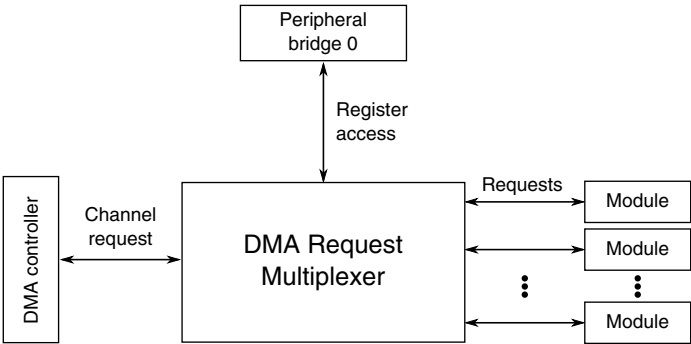 Peripheral
bridge 0
Register
access
DMA controller
Channel
request
DMA Request
Multiplexer
Requests
Module
Module
Module